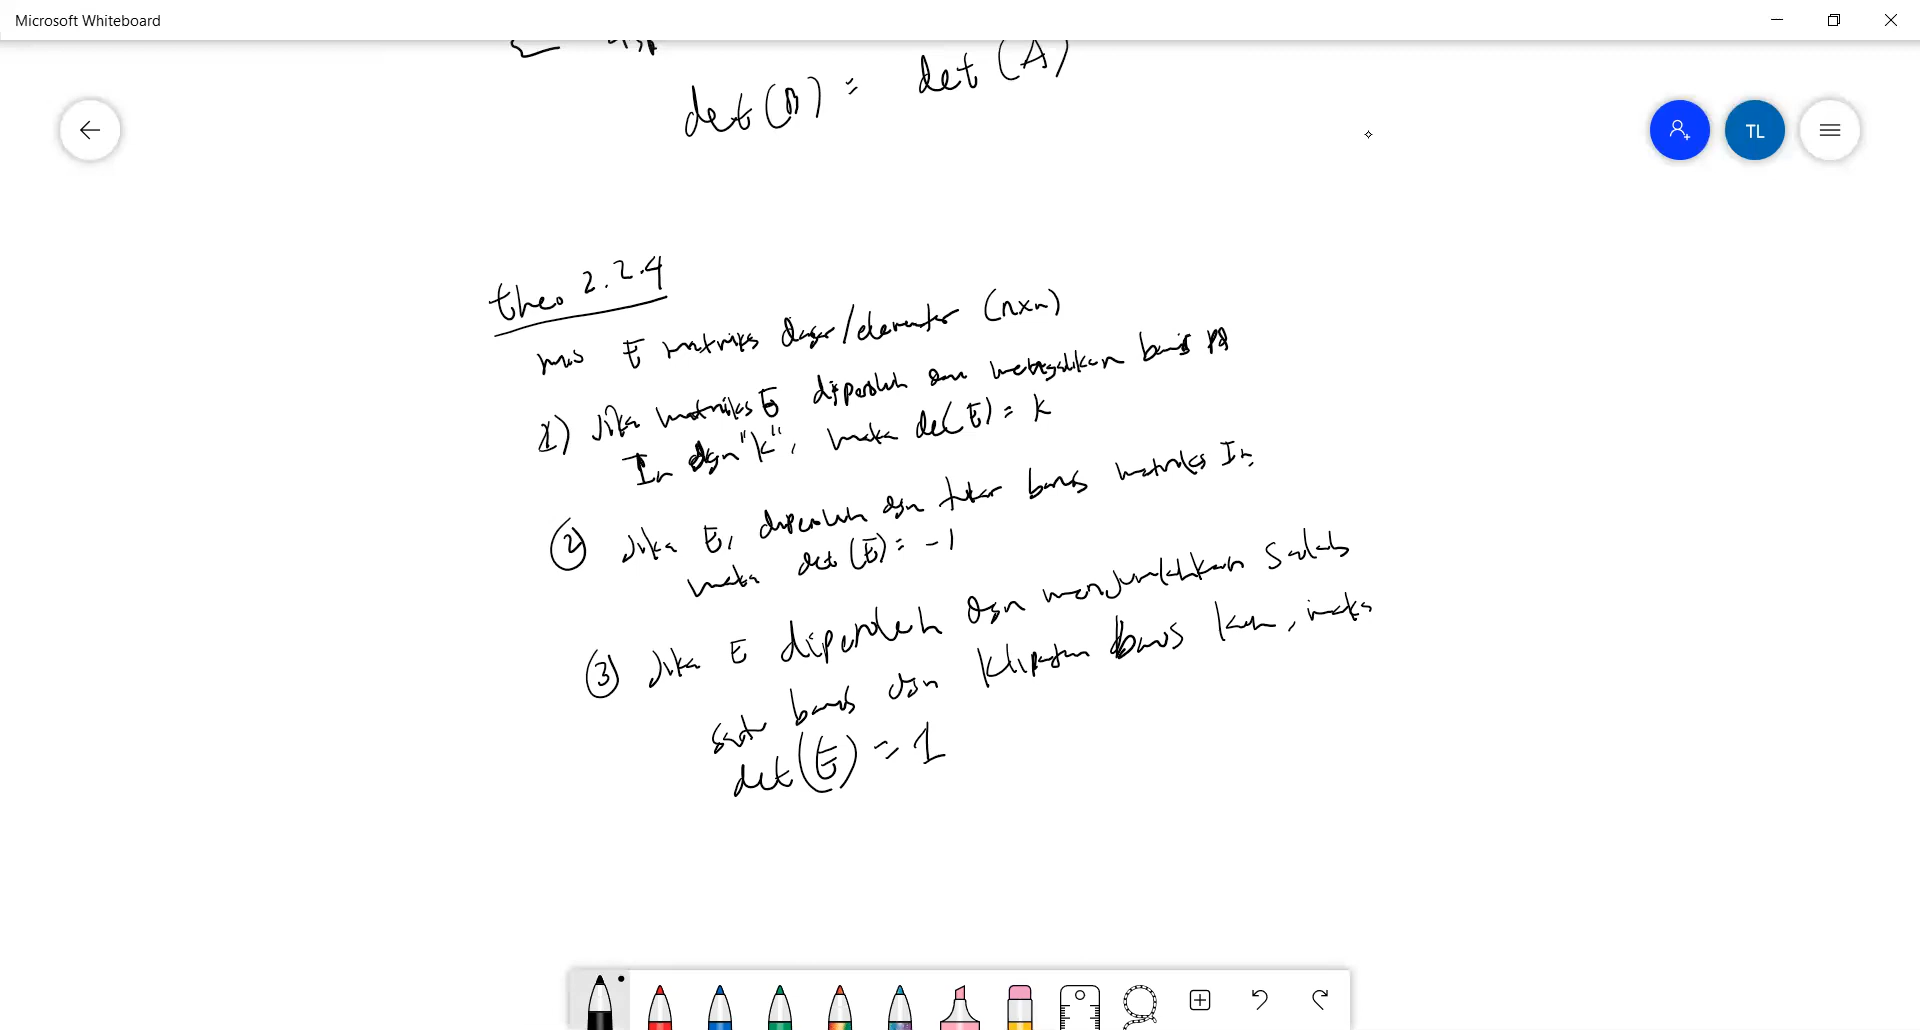 Microsoft Whiteboard
det(B) = det(A)
TL
theo 2.2.4
mis E matriks dasar/elementer (nxn)
1) Jika matriks E diperoleh dgn mengalikan baris pd
In dgn "k", maka det(E) = k
2 Jika E, diperoleh dgn tukar baris matriks In,
maka det(E) = -1
3 Jika E diperoleh dgn menjumlahkan salah
satu baris dgn klipatan baris lain, maka
det(E) = 1